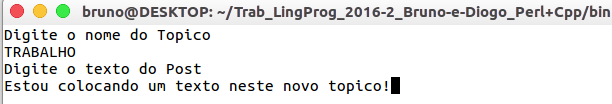 bruno@DESKTOP: ~/Trab_LingProg_2016-2_Bruno-e-Diogo_Perl+Cpp/bin
Digite o nome do Topico
TRABALHO
Digite o texto do Post
Estou colocando um texto neste novo topico!